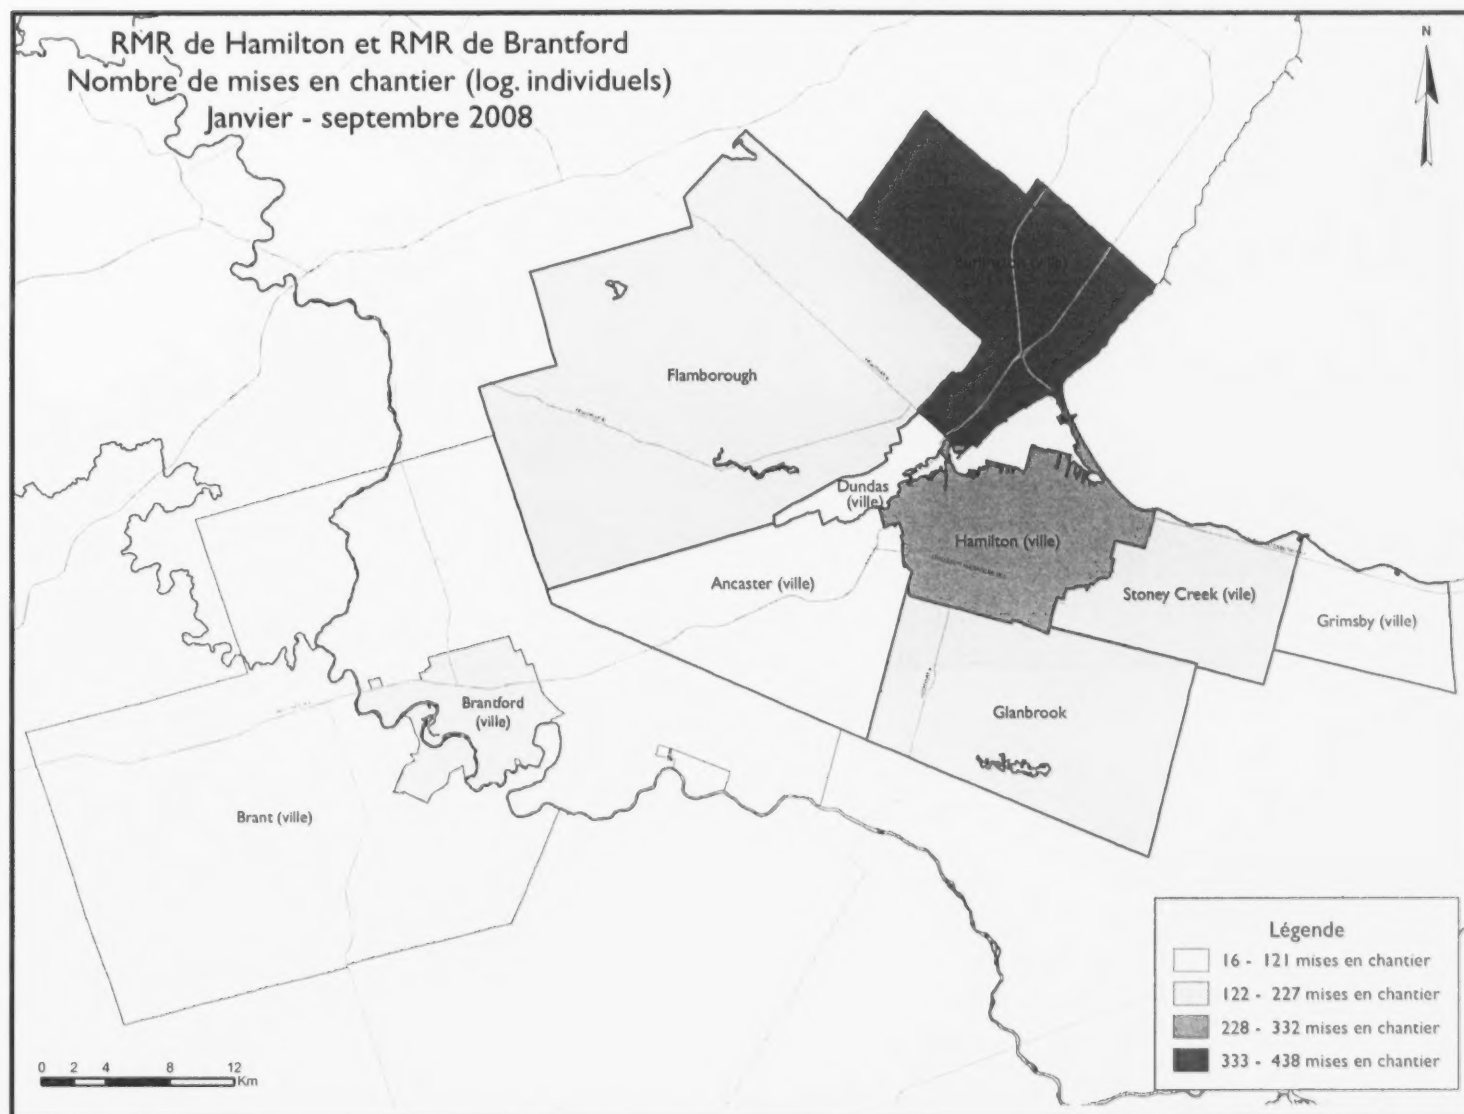 RMR de Hamilton et RMR de Brantford
Nombre de mises en chantier (log. individuels)
Janvier - septembre 2008
N
Burlington (ville)
Flamborough
Dundas
(ville)
Hamilton (ville)
Ancaster (ville)
Stoney Creek (vile)
Grimsby (ville)
Brantford
(ville)
Glanbrook
Brant (ville)
Légende
16 - 121 mises en chantier
122 - 227 mises en chantier
228 - 332 mises en chantier
333 - 438 mises en chantier
0 2 4 8 12
Km